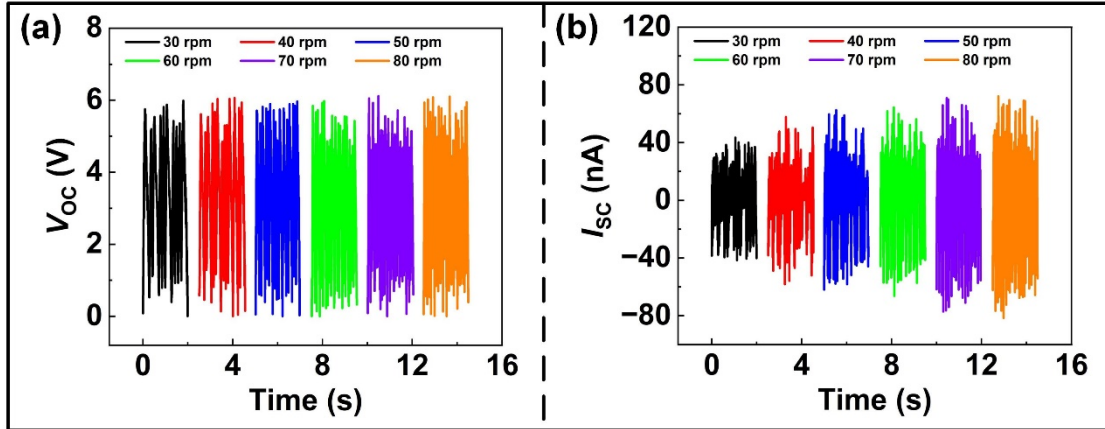 (a)
8
30 rpm 40 rpm 50 rpm
60 rpm 70 rpm 80 rpm
6
4
2
0
VOC (V)
0 4 8 12 16
Time (s)
(b)
120
30 rpm 40 rpm 50 rpm
60 rpm 70 rpm 80 rpm
80
40
0
−40
−80
ISC (nA)
0 4 8 12 16
Time (s)